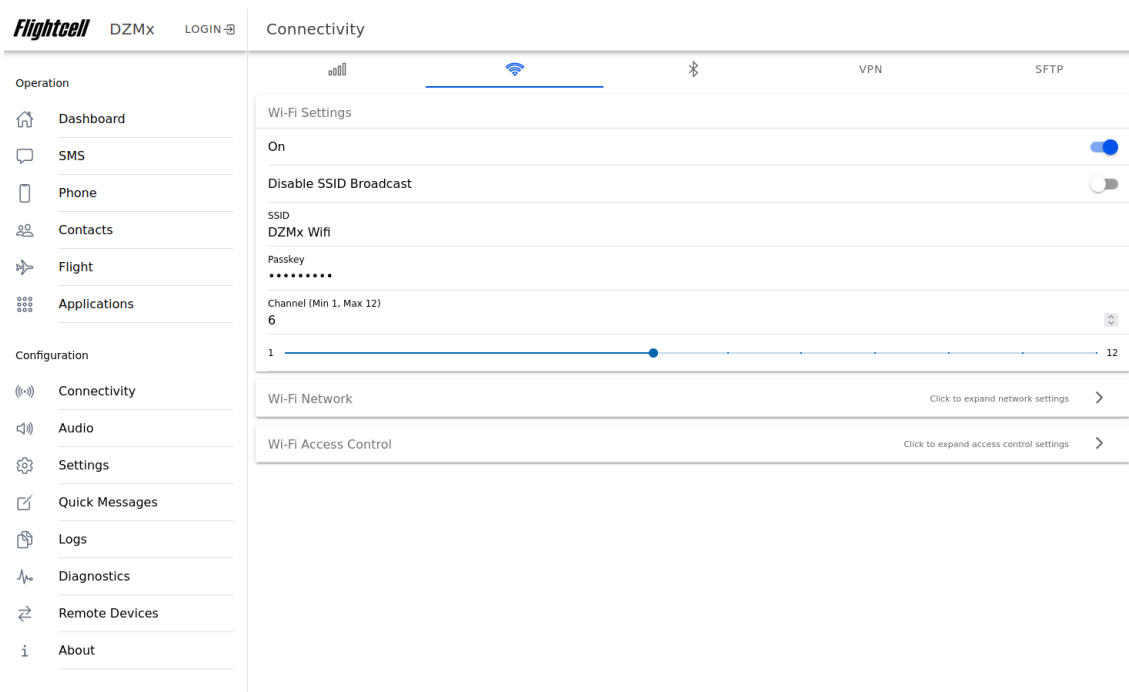 Flightcell DZMx LOGIN
Connectivity
Operation
Dashboard
SMS
Phone
Contacts
Flight
Applications
Configuration
Connectivity
Audio
Settings
Quick Messages
Logs
Diagnostics
Remote Devices
About
VPN SFTP
Wi-Fi Settings
On
Disable SSID Broadcast
SSID
DZMx Wifi
Passkey
•••••••••
Channel (Min 1, Max 12)
6
1 12
Wi-Fi Network Click to expand network settings
Wi-Fi Access Control Click to expand access control settings